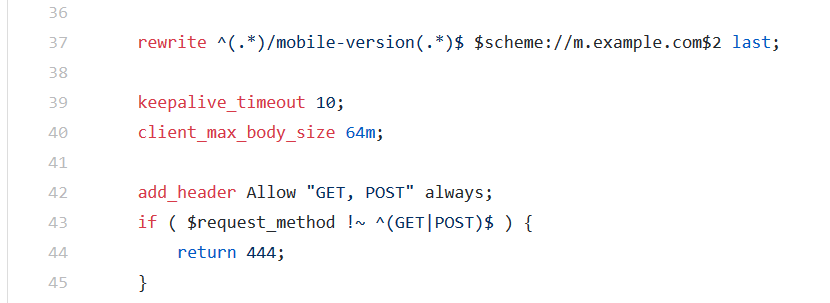 36
37 rewrite ^(.*)/mobile-version(.*)$ $scheme://m.example.com$2 last;
38
39 keepalive_timeout 10;
40 client_max_body_size 64m;
41
42 add_header Allow "GET, POST" always;
43 if ( $request_method !~ ^(GET|POST)$ ) {
44 return 444;
45 }